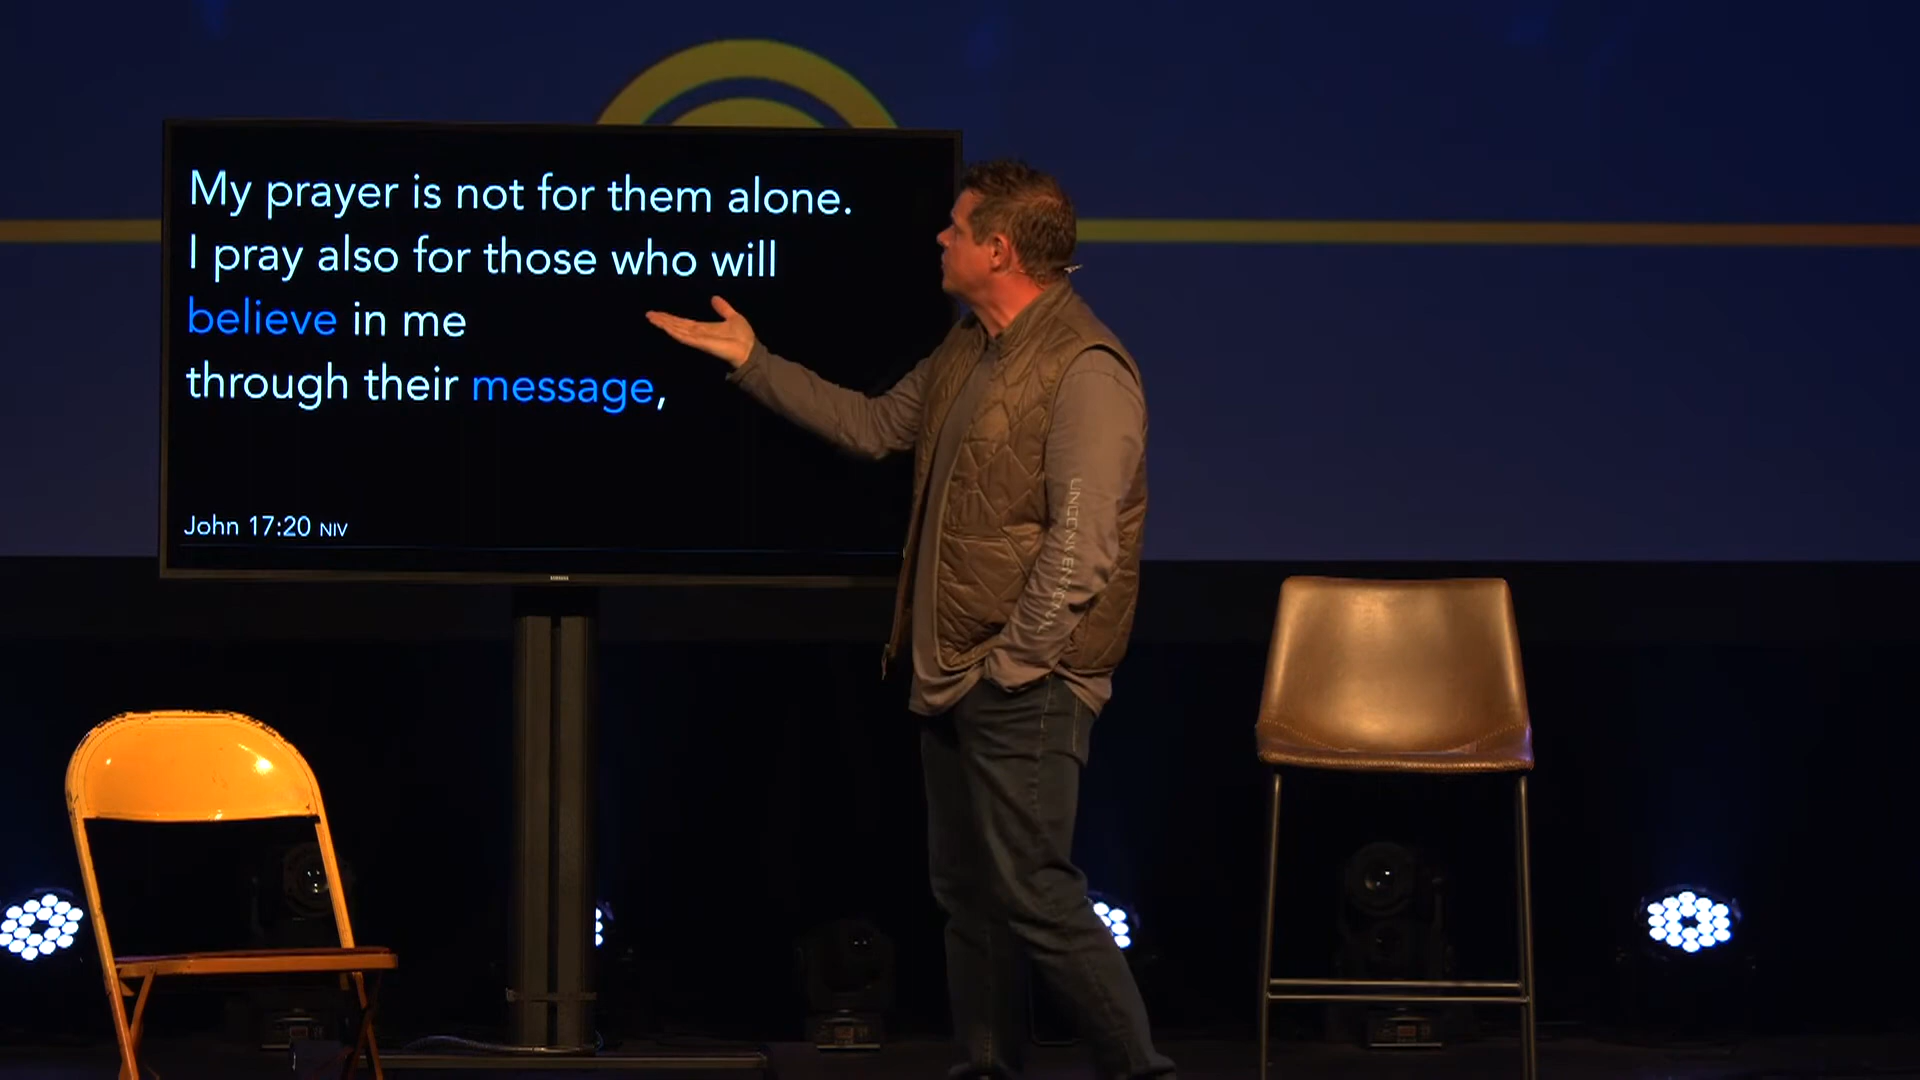 My prayer is not for them alone.
I pray also for those who will
believe in me
through their message,
John 17:20 NIV